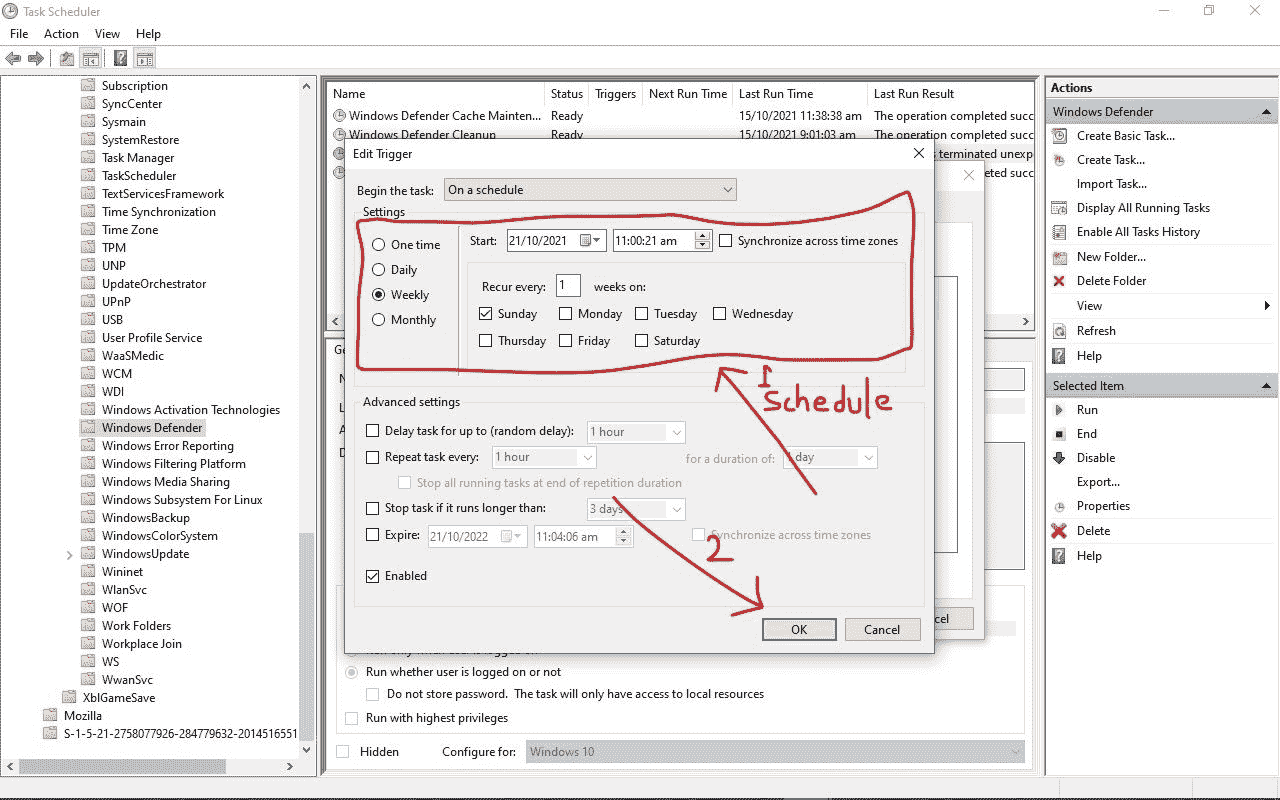 Task Scheduler
File Action View Help
Subscription
SyncCenter
Sysmain
SystemRestore
Task Manager
TaskScheduler
TextServicesFramework
Time Synchronization
Time Zone
TPM
UNP
UpdateOrchestrator
UPnP
USB
User Profile Service
WaaSMedic
WCM
WDI
Windows Activation Technologies
Windows Defender
Windows Error Reporting
Windows Filtering Platform
Windows Media Sharing
Windows Subsystem For Linux
WindowsBackup
WindowsColorSystem
WindowsUpdate
Wininet
WlanSvc
WOF
Work Folders
Workplace Join
WS
WwanSvc
XblGameSave
Mozilla
S-1-5-21-2758077926-284779632-2014516551
Name Status Triggers Next Run Time Last Run Time Last Run Result
Windows Defender Cache Mainten... Ready 15/10/2021 11:38:38 am The operation completed succ
Windows Defender Cleanup Ready 15/10/2021 9:01:03 am The operation completed succ
terminated unexp
eted succ
Edit Trigger
Begin the task: On a schedule
Settings
One time
Daily
Weekly
Monthly
Start: 21/10/2021 11:00:21 am Synchronize across time zones
Recur every: 1 weeks on:
Sunday Monday Tuesday Wednesday
Thursday Friday Saturday
1
Schedule
Advanced settings
Delay task for up to (random delay): 1 hour
Repeat task every: 1 hour for a duration of: 1 day
Stop all running tasks at end of repetition duration
Stop task if it runs longer than: 3 days
Expire: 21/10/2022 11:04:06 am Synchronize across time zones
2
Enabled
OK Cancel
cel
Run whether user is logged on or not
Do not store password. The task will only have access to local resources
Run with highest privileges
Hidden Configure for: Windows 10
Actions
Windows Defender
Create Basic Task...
Create Task...
Import Task...
Display All Running Tasks
Enable All Tasks History
New Folder...
Delete Folder
View
Refresh
Help
Selected Item
Run
End
Disable
Export...
Properties
Delete
Help